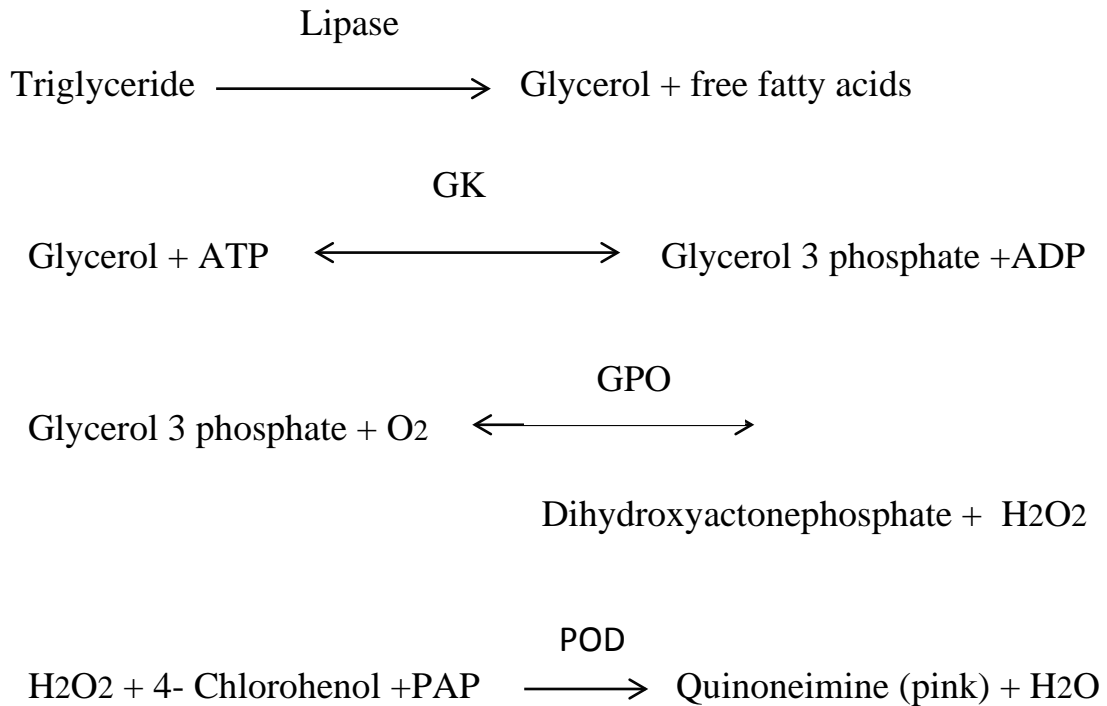 Lipase
Triglyceride Glycerol + free fatty acids
GK
Glycerol + ATP Glycerol 3 phosphate +ADP
GPO
Glycerol 3 phosphate + O2
Dihydroxyactonephosphate + H2O2
POD
H2O2 + 4- Chlorohenol +PAP Quinoneimine (pink) + H2O